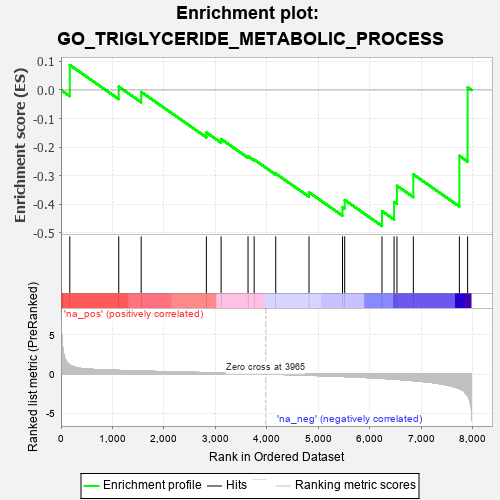 Enrichment plot:
GO_TRIGLYCERIDE_METABOLIC_PROCESS
Enrichment score (ES)
0.1
0.0
-0.1
-0.2
-0.3
-0.4
-0.5
'na_pos' (positively correlated)
Ranked list metric (PreRanked)
5
0
-5
Zero cross at 3965
'na_neg' (negatively correlated)
0 1,000 2,000 3,000 4,000 5,000 6,000 7,000 8,000
Rank in Ordered Dataset
Enrichment profile Hits Ranking metric scores